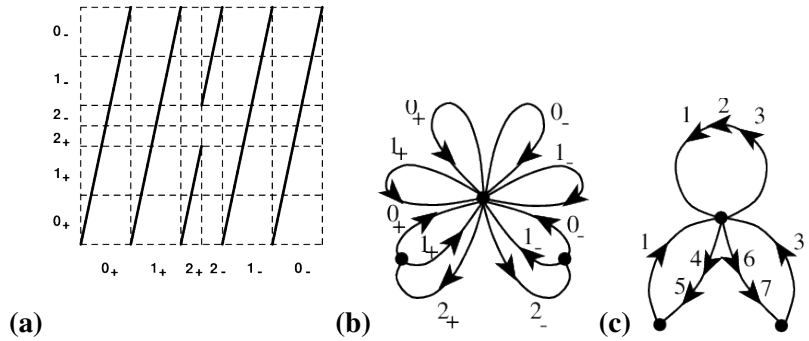 0-
1-
2-
2+
1+
0+
0+ 1+ 2+ 2- 1- 0-
(a)
0+ 0-
1+ 1-
0+ 0-
1+ 1-
2+ 2-
(b)
1 2 3
1 4 6 3
5 7
(c)